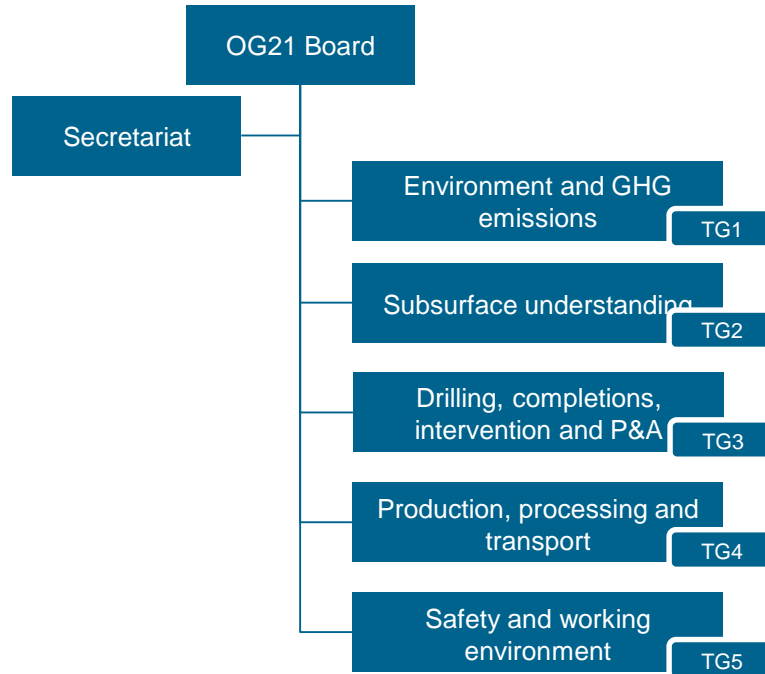 OG21 Board
Secretariat
Environment and GHG
emissions
TG1
Subsurface understanding
TG2
Drilling, completions,
intervention and P&A
TG3
Production, processing and
transport
TG4
Safety and working
environment
TG5